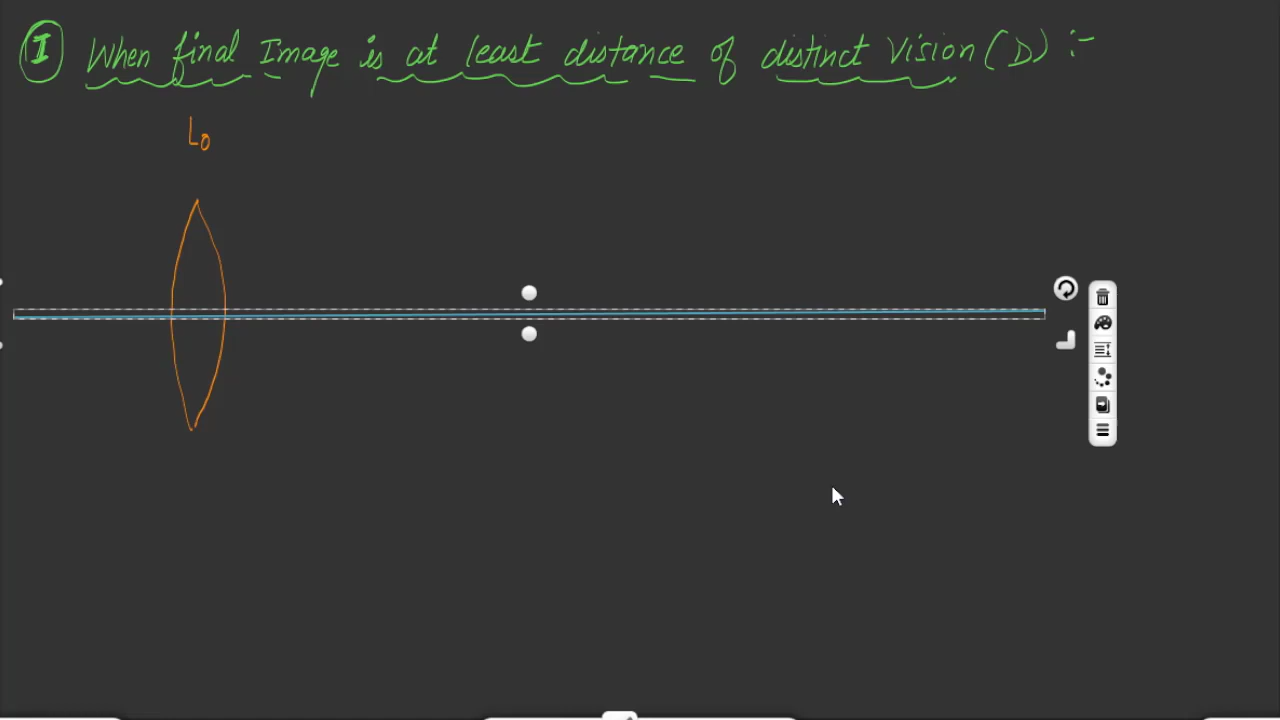 I When final Image is at least distance of distinct Vision (D) :-
Lo